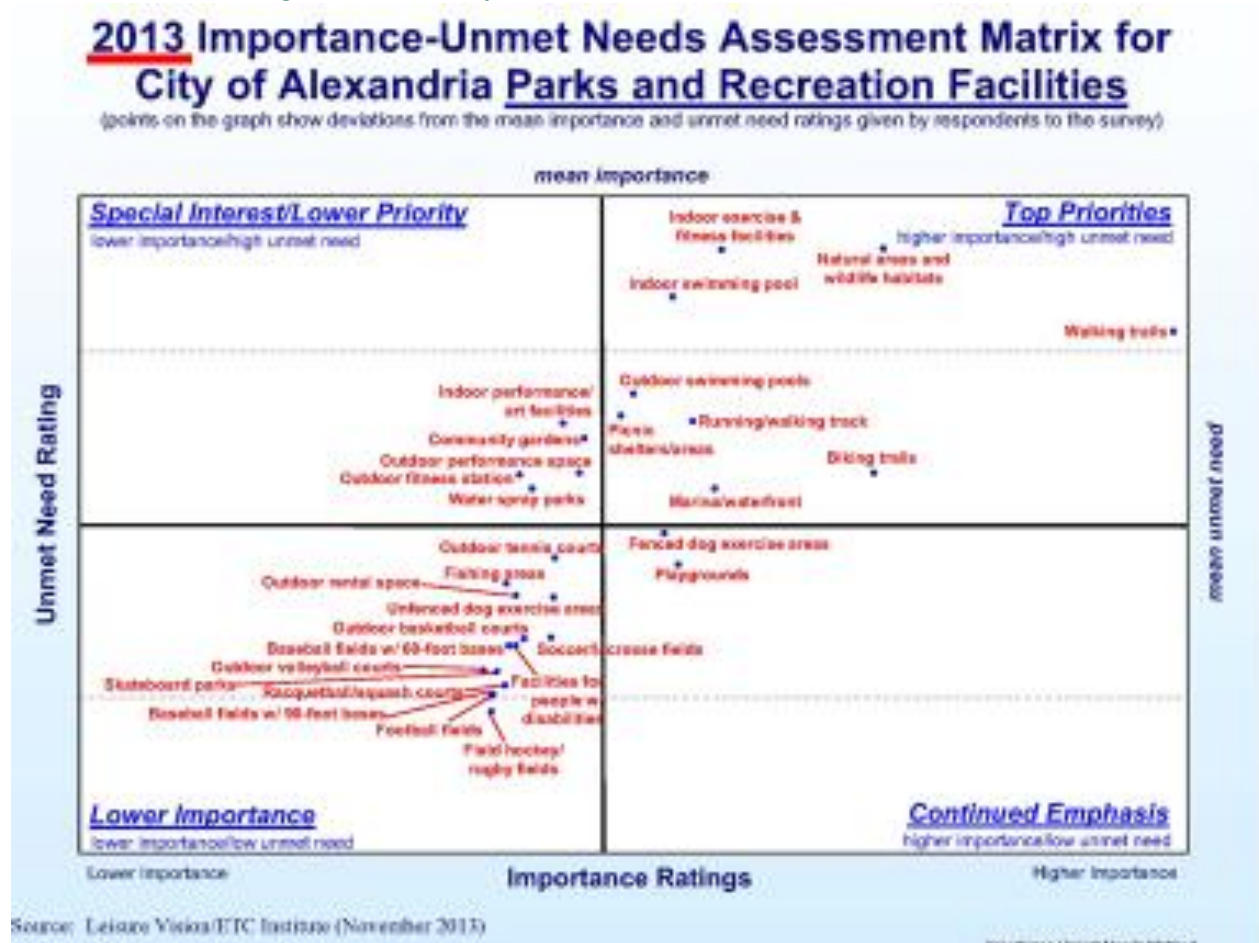 2013 Importance-Unmet Needs Assessment Matrix for
City of Alexandria Parks and Recreation Facilities
(points on the graph show deviations from the mean importance and unmet need ratings given by respondents to the survey)
mean importance
Special Interest/Lower Priority
lower importance/high unmet need
Top Priorities
higher importance/high unmet need
Indoor exercise &
fitness facilities
Natural areas and
wildlife habitats
Indoor swimming pool
Walking trails
Outdoor swimming pools
Indoor performance/
art facilities
Running/walking track
Picnic
shelters/areas
Community gardens
Outdoor performance space
Biking trails
Outdoor fitness station
Water spray parks
Marina/waterfront
Unmet Need Rating
mean unmet need
Outdoor tennis courts
Fenced dog exercise areas
Fishing areas
Playgrounds
Outdoor rental space
Unfenced dog exercise areas
Outdoor basketball courts
Baseball fields w/ 60-foot bases
Soccer/lacrosse fields
Outdoor volleyball courts
Skateboard parks
Facilities for
people w/
disabilities
Racquetball/squash courts
Baseball fields w/ 90-foot bases
Football fields
Field hockey/
rugby fields
Lower Importance
lower importance/low unmet need
Continued Emphasis
higher importance/low unmet need
Lower Importance
Importance Ratings
Higher Importance
Source: Leisure Vision/ETC Institute (November 2013)